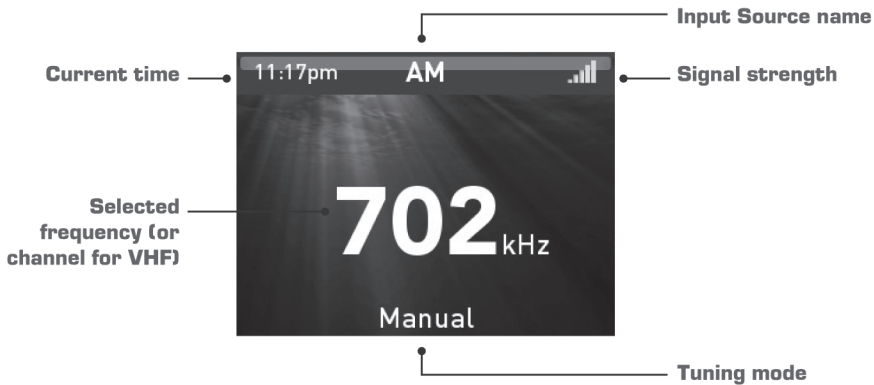 Input Source name
Current time
11:17pm
AM
Signal strength
Selected
frequency (or
channel for VHF)
702 kHz
Manual
Tuning mode